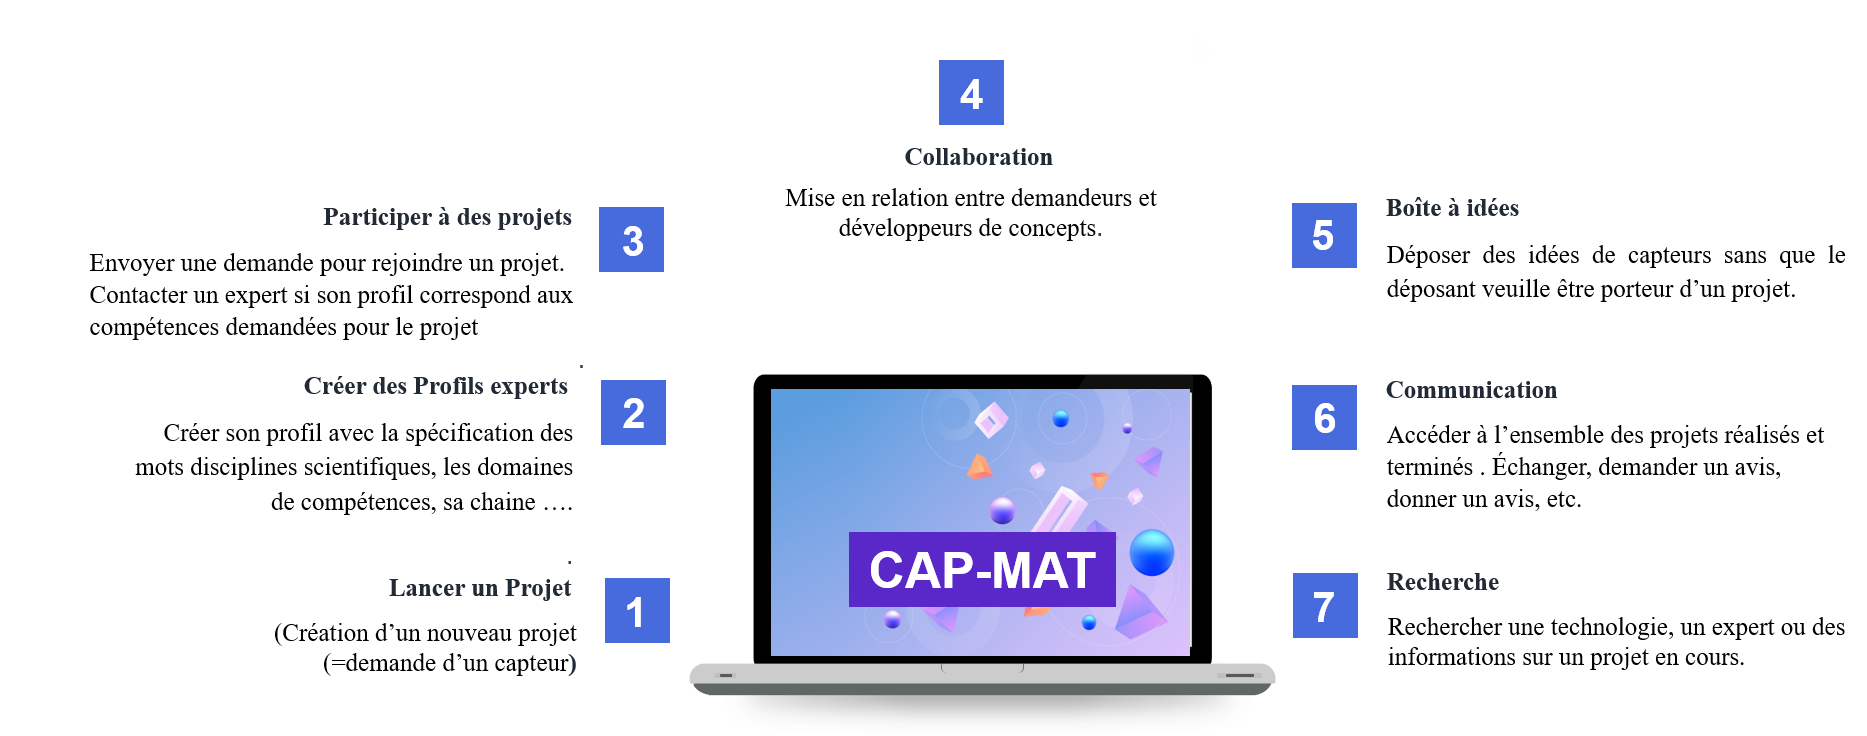 4
Collaboration
Mise en relation entre demandeurs et
développeurs de concepts.
Participer à des projets
3
Envoyer une demande pour rejoindre un projet.
Contacter un expert si son profil correspond aux
compétences demandées pour le projet
.
Créer des Profils experts
2
Créer son profil avec la spécification des
mots disciplines scientifiques, les domaines
de compétences, sa chaine ….
.
Lancer un Projet
1
(Création d’un nouveau projet
(=demande d’un capteur)
CAP-MAT
5
Boîte à idées
Déposer des idées de capteurs sans que le
déposant veuille être porteur d’un projet.
6
Communication
Accéder à l’ensemble des projets réalisés et
terminés . Échanger, demander un avis,
donner un avis, etc.
7
Recherche
Rechercher une technologie, un expert ou des
informations sur un projet en cours.